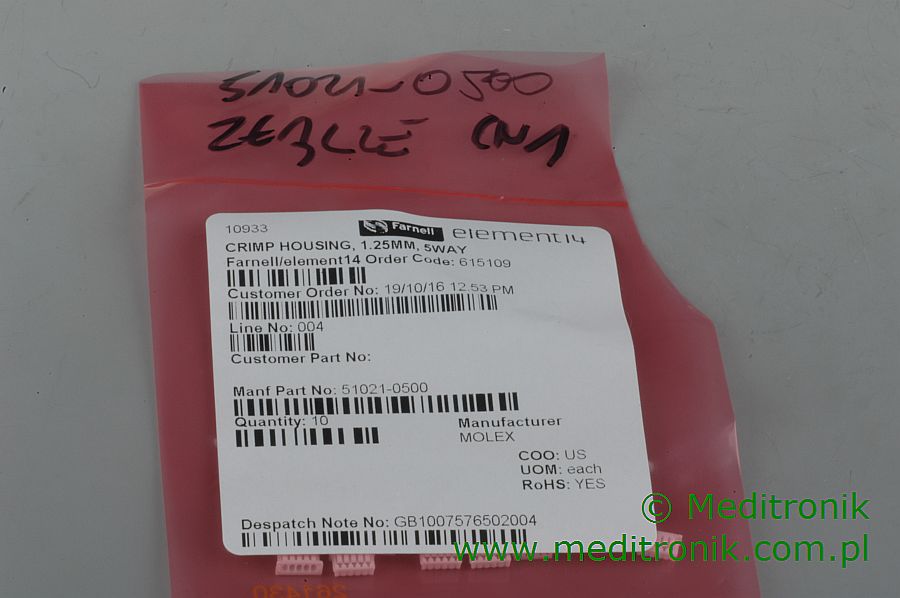 51021-0500
ZEŁĄCZE CN1
10933 Farnell element14
CRIMP HOUSING, 1.25MM, 5WAY
Farnell/element14 Order Code: 615109
Customer Order No: 19/10/16 12:53 PM
Line No: 004
Customer Part No:
Manf Part No: 51021-0500
Quantity: 10 Manufacturer
MOLEX
COO: US
UOM: each
RoHS: YES
Despatch Note No: GB1007576502004
© Meditronik
www.meditronik.com.pl